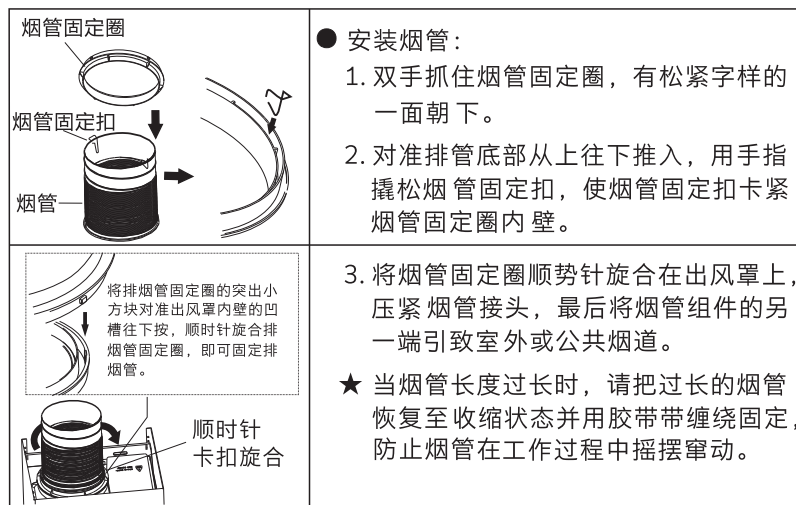 烟管固定圈
烟管固定扣
烟管
● 安装烟管：
1. 双手抓住烟管固定圈，有松紧字样的
一面朝下。
2. 对准排管底部从上往下推入，用手指
撬松烟管固定扣，使烟管固定扣卡紧
烟管固定圈内壁。
将排烟管固定圈的突出小
方块对准出风罩内壁的凹
槽往下按，顺时针旋合排
烟管固定圈，即可固定排
烟管。
顺时针
卡扣旋合
3. 将烟管固定圈顺势针旋合在出风罩上，
压紧烟管接头，最后将烟管组件的另
一端引致室外或公共烟道。
★ 当烟管长度过长时，请把过长的烟管
恢复至收缩状态并用胶带带缠绕固定，
防止烟管在工作过程中摇摆窜动。